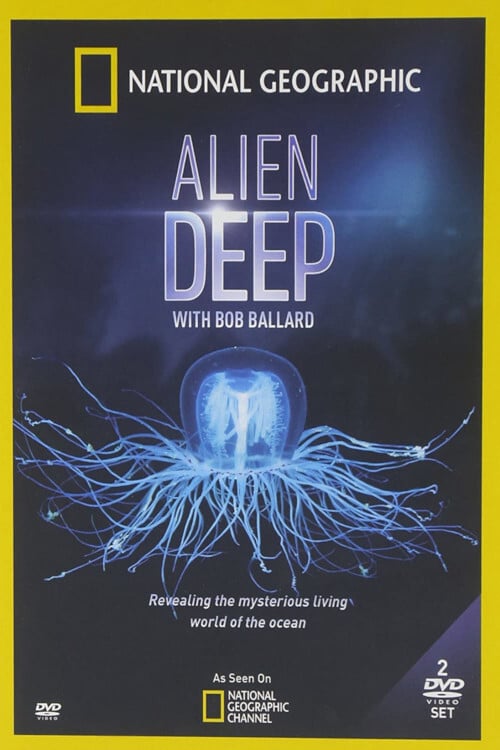 NATIONAL GEOGRAPHIC
ALIEN
DEEP
WITH BOB BALLARD
Revealing the mysterious living
world of the ocean
As Seen On
NATIONAL
GEOGRAPHIC
CHANNEL
DVD
VIDEO
2
DVD
VIDEO
SET